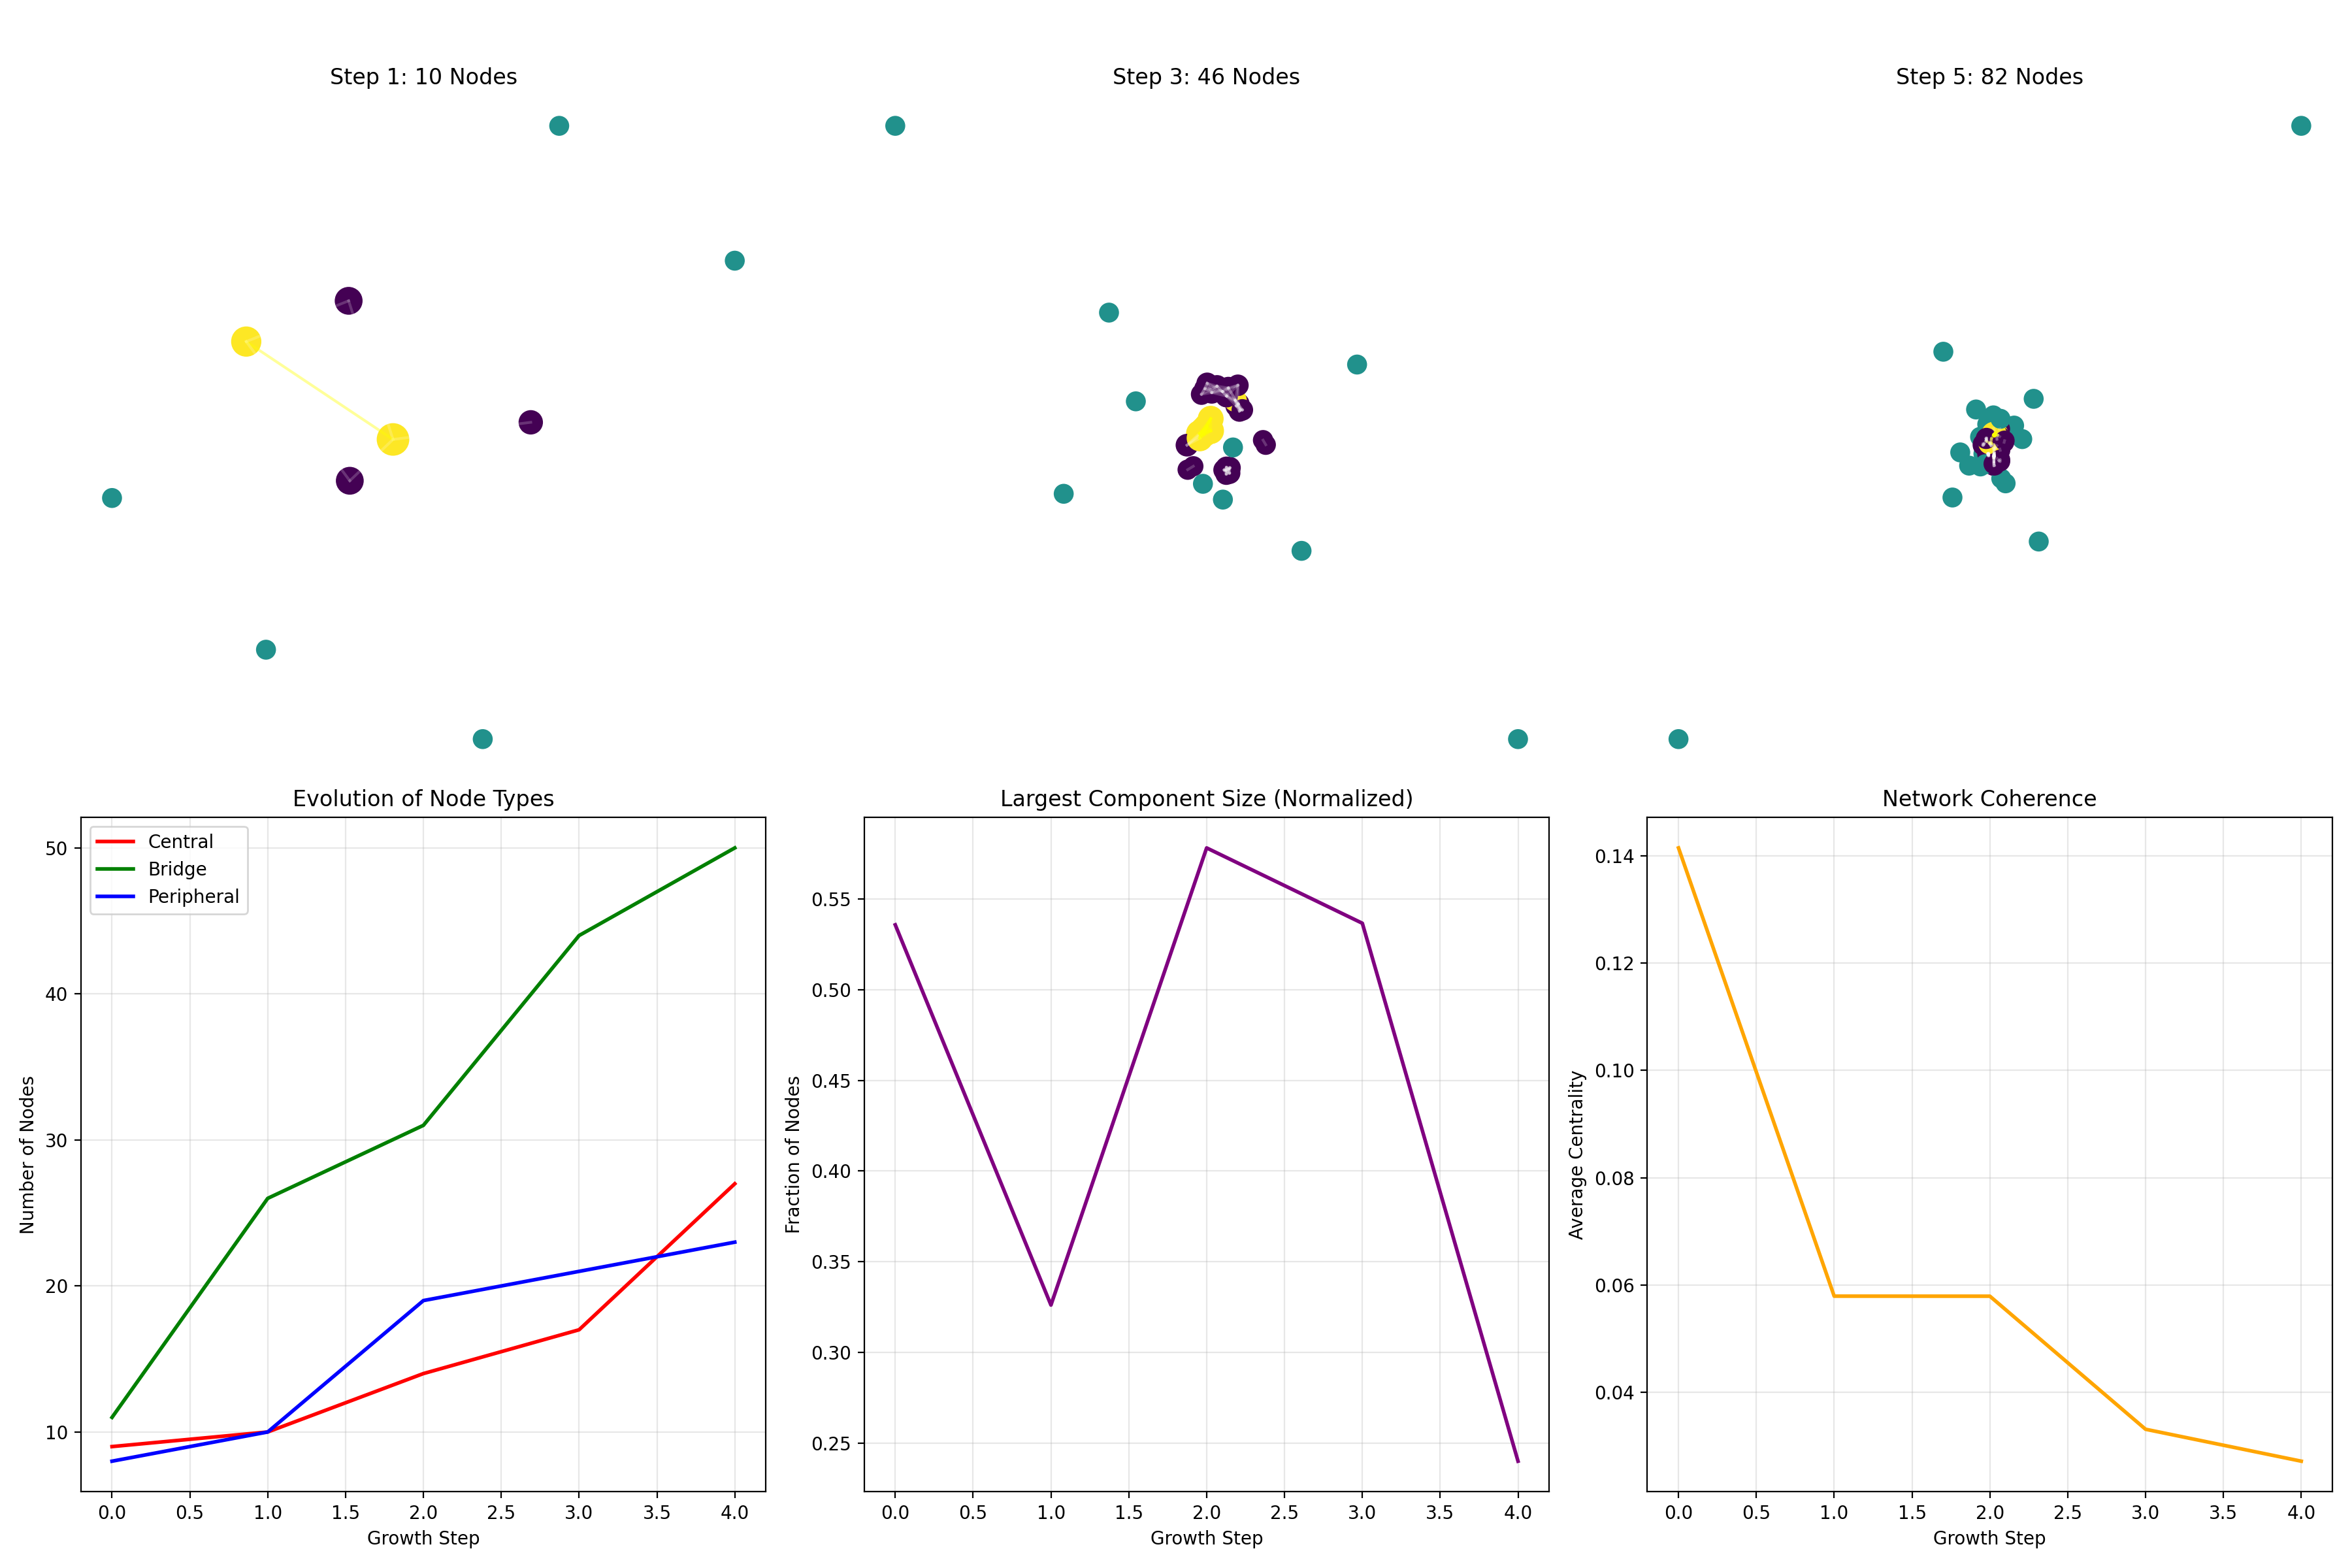 Step 1: 10 Nodes
Step 3: 46 Nodes
Step 5: 82 Nodes
Evolution of Node Types
Central
Bridge
Peripheral
Number of Nodes
50
40
30
20
10
0.0 0.5 1.0 1.5 2.0 2.5 3.0 3.5 4.0
Growth Step
Largest Component Size (Normalized)
Fraction of Nodes
0.55
0.50
0.45
0.40
0.35
0.30
0.25
0.0 0.5 1.0 1.5 2.0 2.5 3.0 3.5 4.0
Growth Step
Network Coherence
Average Centrality
0.14
0.12
0.10
0.08
0.06
0.04
0.0 0.5 1.0 1.5 2.0 2.5 3.0 3.5 4.0
Growth Step